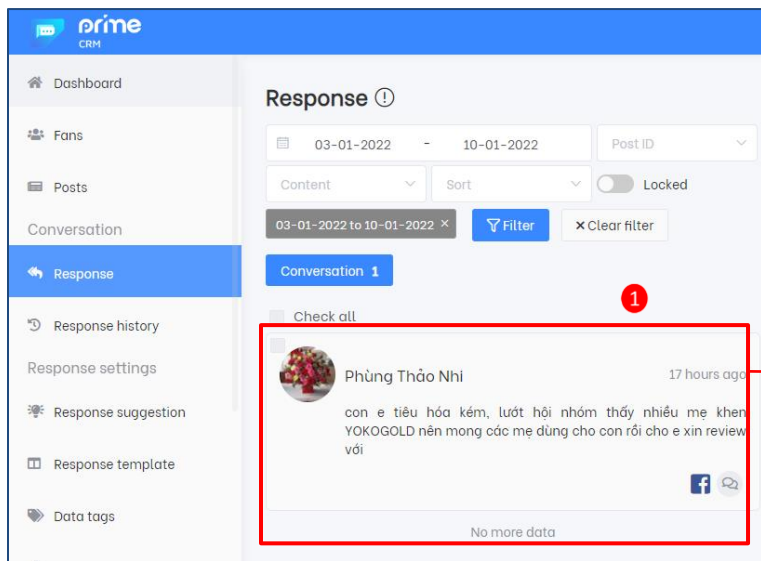 prime
CRM
Dashboard
Fans
Posts
Conversation
Response
Response history
Response settings
Response suggestion
Response template
Data tags
Response
03-01-2022 - 10-01-2022 Post ID
Content Sort Locked
03-01-2022 to 10-01-2022 × Filter × Clear filter
Conversation 1
1
Check all
Phùng Thảo Nhi 17 hours ago
con e tiêu hóa kém, lướt hội nhóm thấy nhiều mẹ khen
YOKOGOLD nên mong các mẹ dùng cho con rồi cho e xin review
với
No more data